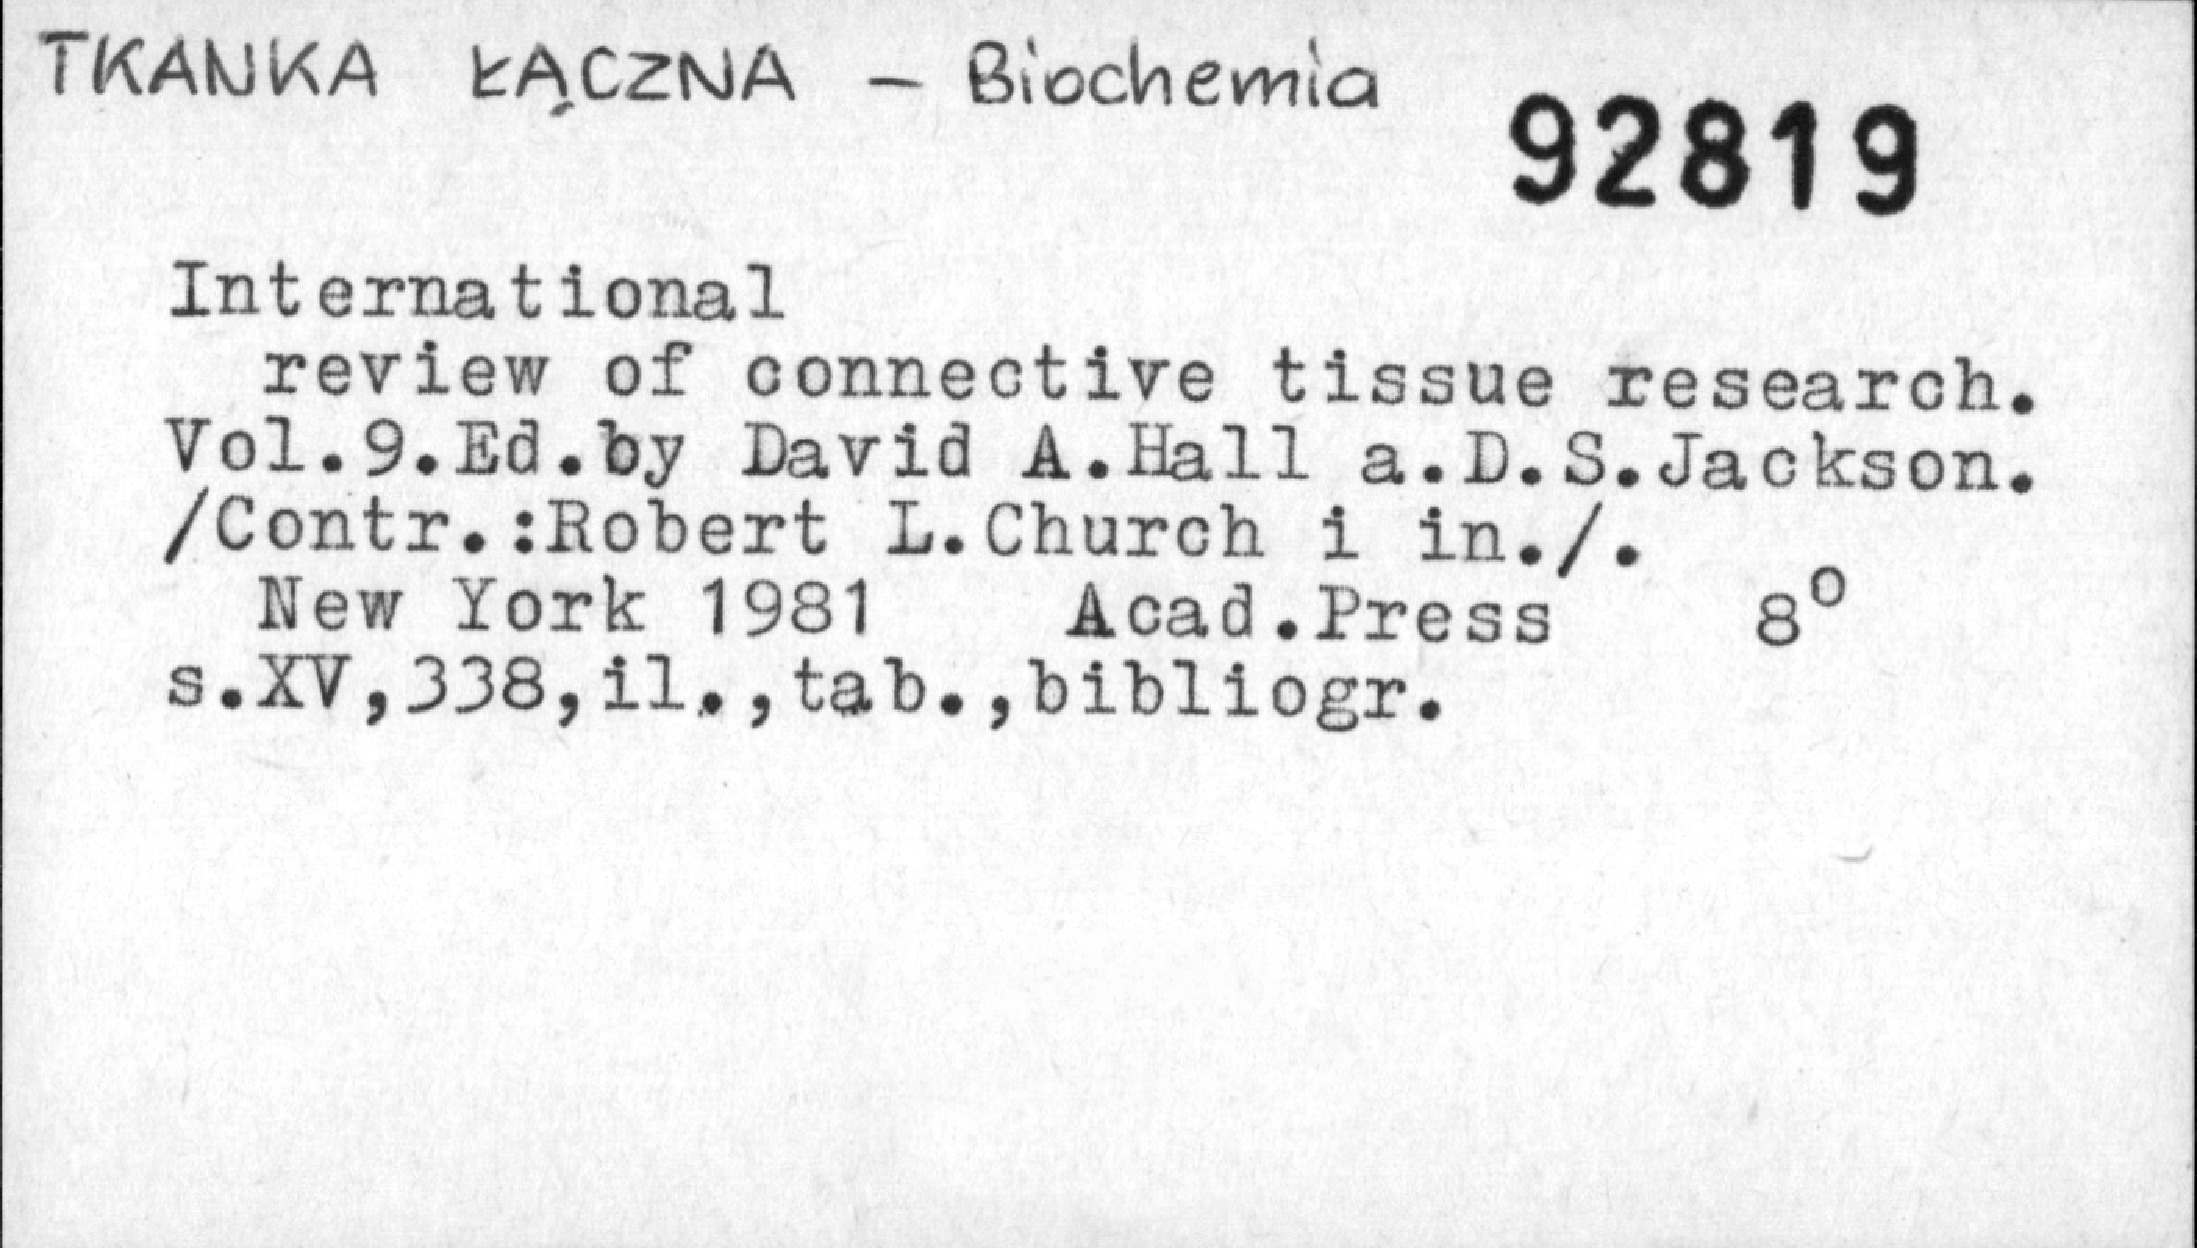 TKANKA ŁĄCZNA - Biochemia
92819
International
review of connective tissue research.
Vol.9.Ed.by David A.Hall a.D.S.Jackson.
/Contr.:Robert L.Church i in./.
New York 1981 Acad.Press 8º
s.XV,338,il.,tab.,bibliogr.